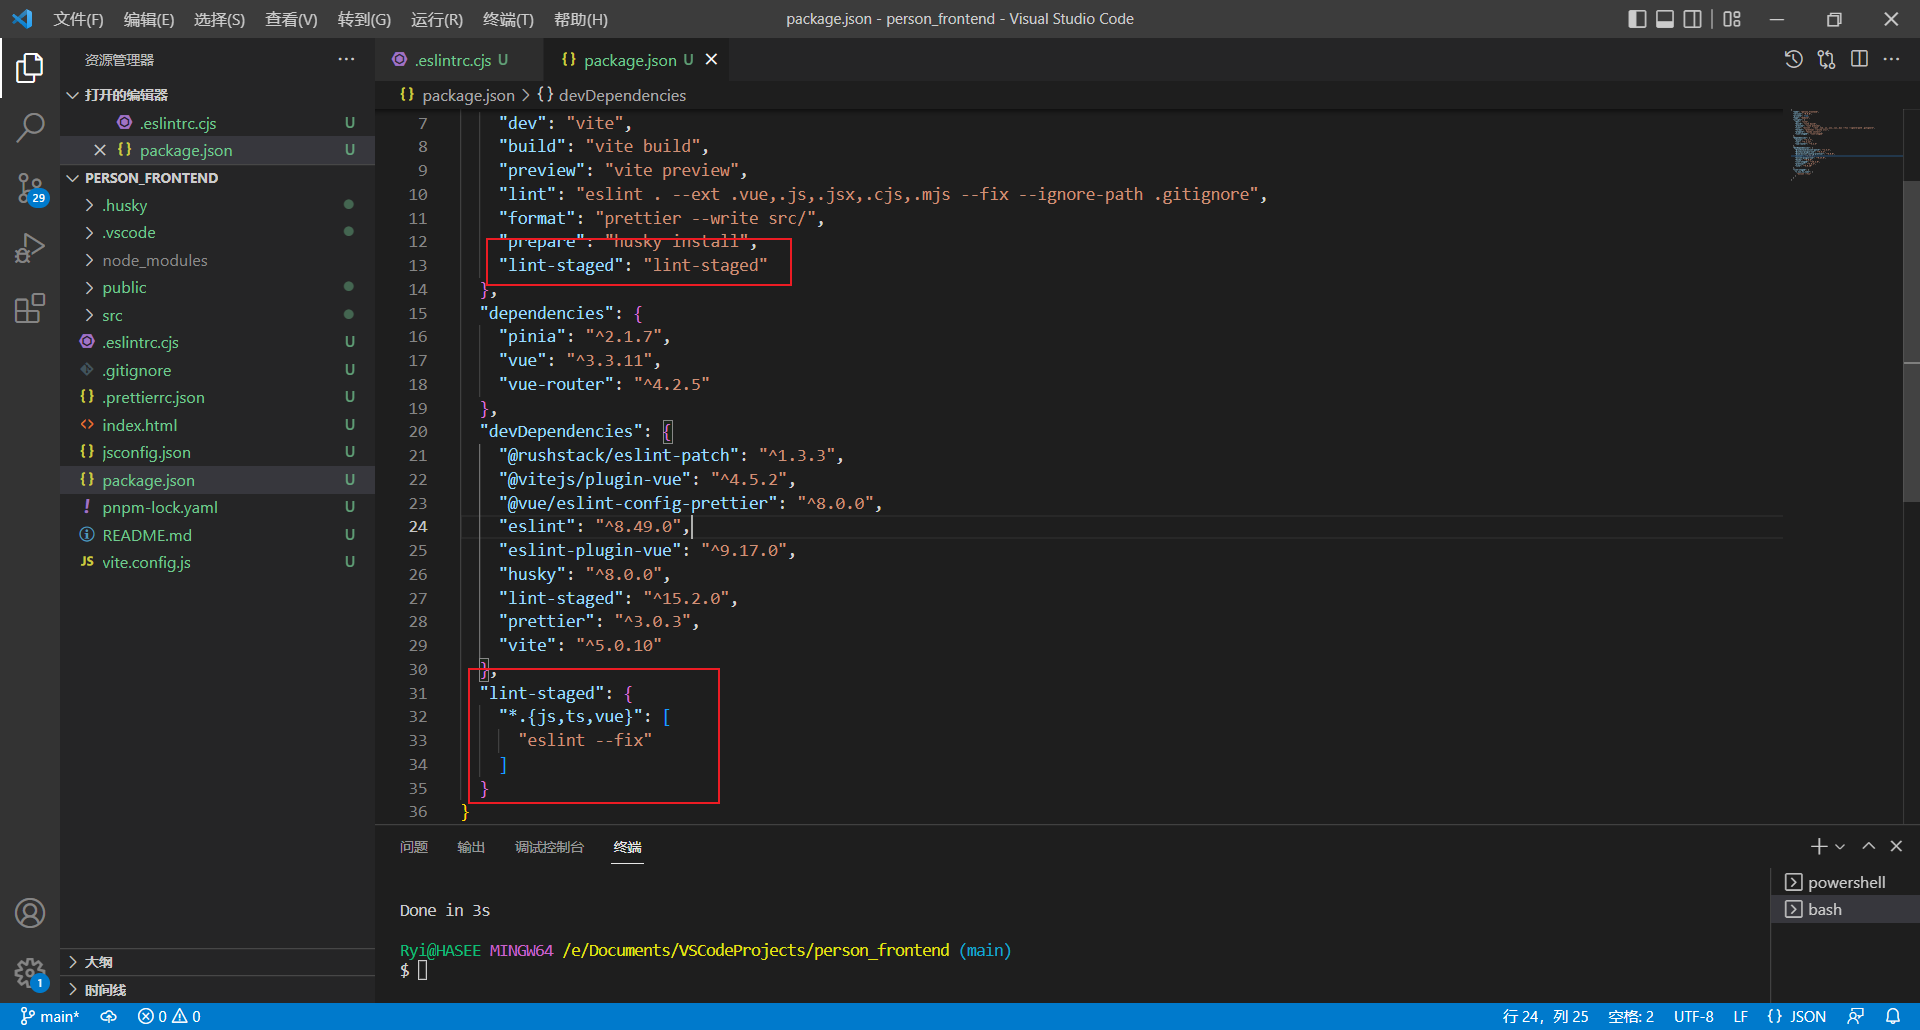 文件(F) 编辑(E) 选择(S) 查看(V) 转到(G) 运行(R) 终端(T) 帮助(H) package.json - person_frontend - Visual Studio Code
资源管理器
打开的编辑器
.eslintrc.cjs U
package.json U
PERSON_FRONTEND
.husky
.vscode
node_modules
public
src
.eslintrc.cjs U
.gitignore U
.prettierrc.json U
index.html U
jsconfig.json U
package.json U
pnpm-lock.yaml U
README.md U
vite.config.js U
大纲
时间线
29
1
.eslintrc.cjs U
package.json U
package.json > {} devDependencies
7 "dev": "vite",
8 "build": "vite build",
9 "preview": "vite preview",
10 "lint": "eslint . --ext .vue,.js,.jsx,.cjs,.mjs --fix --ignore-path .gitignore",
11 "format": "prettier --write src/",
12 "prepare": "husky install",
13 "lint-staged": "lint-staged"
14 },
15 "dependencies": {
16 "pinia": "^2.1.7",
17 "vue": "^3.3.11",
18 "vue-router": "^4.2.5"
19 },
20 "devDependencies": {
21 "@rushstack/eslint-patch": "^1.3.3",
22 "@vitejs/plugin-vue": "^4.5.2",
23 "@vue/eslint-config-prettier": "^8.0.0",
24 "eslint": "^8.49.0",
25 "eslint-plugin-vue": "^9.17.0",
26 "husky": "^8.0.0",
27 "lint-staged": "^15.2.0",
28 "prettier": "^3.0.3",
29 "vite": "^5.0.10"
30 },
31 "lint-staged": {
32 "*.{js,ts,vue}": [
33 "eslint --fix"
34 ]
35 }
36 }
问题 输出 调试控制台 终端
Done in 3s
Ryi@HASEE MINGW64 /e/Documents/VSCodeProjects/person_frontend (main)
$
powershell
bash
main* 0 0 行 24，列 25 空格: 2 UTF-8 LF {} JSON